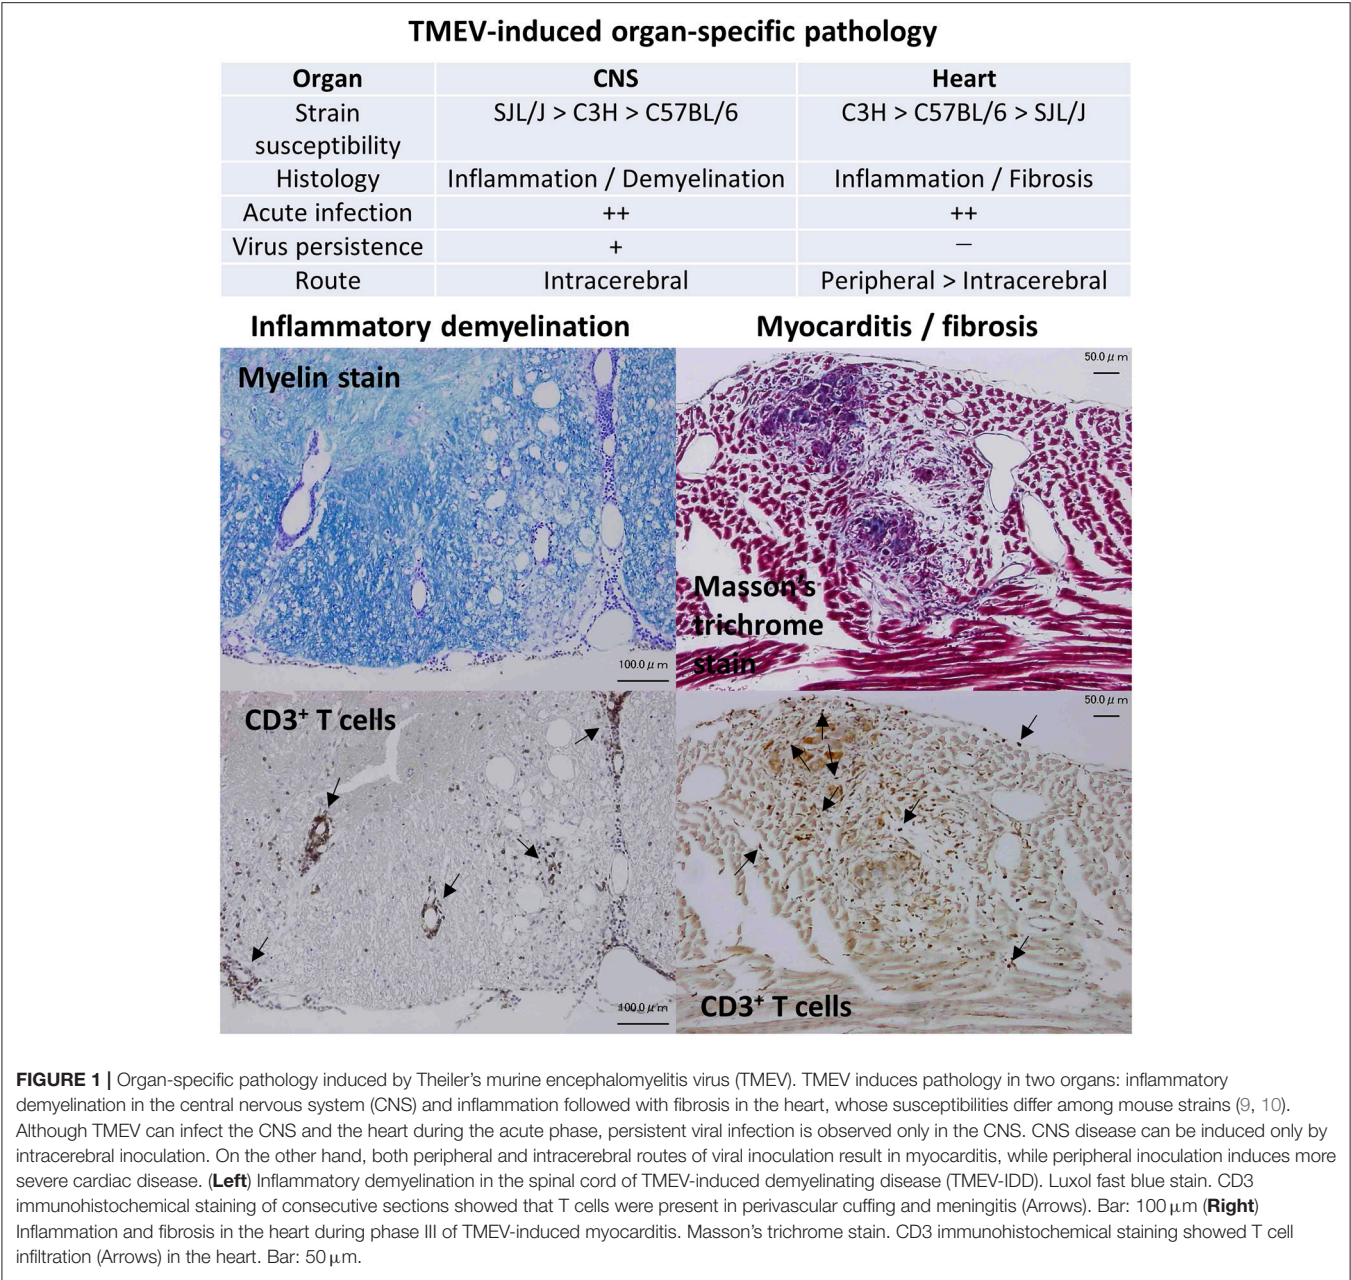 TMEV-induced organ-specific pathology
Organ CNS Heart
Strain susceptibility SJL/J > C3H > C57BL/6 C3H > C57BL/6 > SJL/J
Histology Inflammation / Demyelination Inflammation / Fibrosis
Acute infection ++ ++
Virus persistence + —
Route Intracerebral Peripheral > Intracerebral
Inflammatory demyelination Myocarditis / fibrosis
Myelin stain
50.0 μm
Masson's
trichrome
stain
100.0 μm
CD3⁺ T cells
50.0 μm
100.0 μm
CD3⁺ T cells
FIGURE 1 | Organ-specific pathology induced by Theiler's murine encephalomyelitis virus (TMEV). TMEV induces pathology in two organs: inflammatory
demyelination in the central nervous system (CNS) and inflammation followed with fibrosis in the heart, whose susceptibilities differ among mouse strains (9, 10).
Although TMEV can infect the CNS and the heart during the acute phase, persistent viral infection is observed only in the CNS. CNS disease can be induced only by
intracerebral inoculation. On the other hand, both peripheral and intracerebral routes of viral inoculation result in myocarditis, while peripheral inoculation induces more
severe cardiac disease. (Left) Inflammatory demyelination in the spinal cord of TMEV-induced demyelinating disease (TMEV-IDD). Luxol fast blue stain. CD3
immunohistochemical staining of consecutive sections showed that T cells were present in perivascular cuffing and meningitis (Arrows). Bar: 100 μm (Right)
Inflammation and fibrosis in the heart during phase III of TMEV-induced myocarditis. Masson's trichrome stain. CD3 immunohistochemical staining showed T cell
infiltration (Arrows) in the heart. Bar: 50 μm.